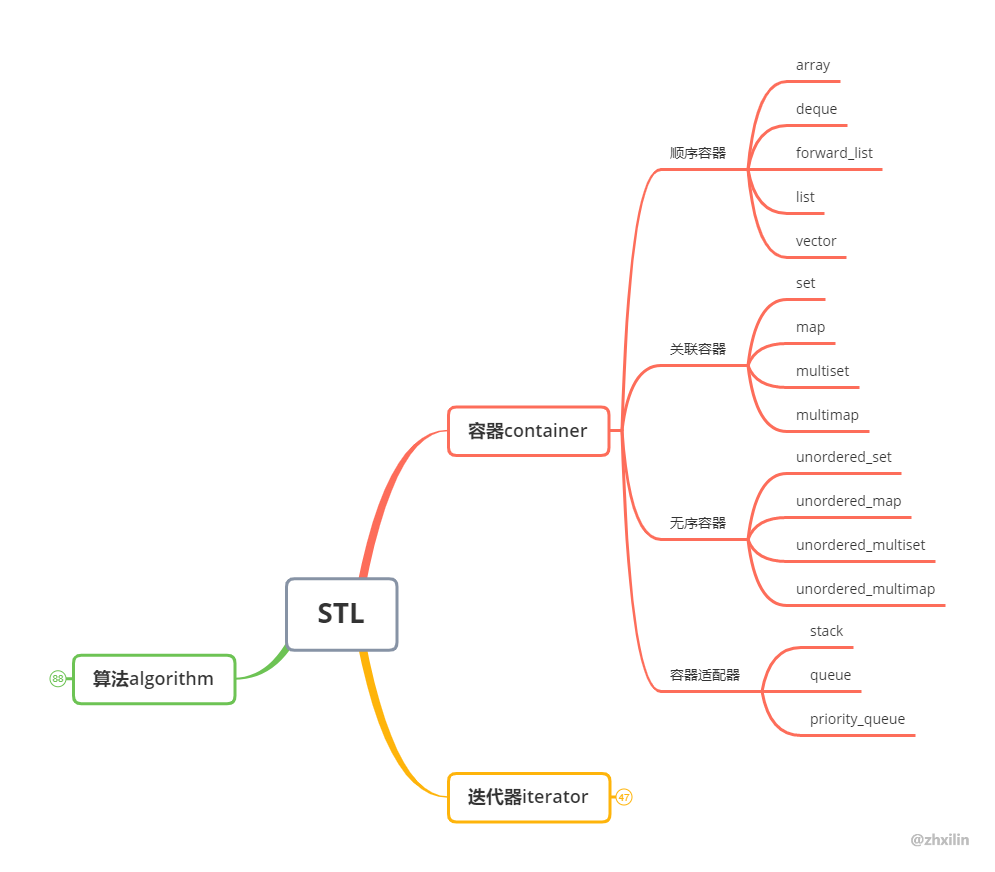 array
deque
顺序容器
forward_list
list
vector
set
map
关联容器
multiset
multimap
容器container
unordered_set
unordered_map
无序容器
unordered_multiset
unordered_multimap
STL
stack
容器适配器
queue
priority_queue
88
算法algorithm
迭代器iterator
47
@zhxilin